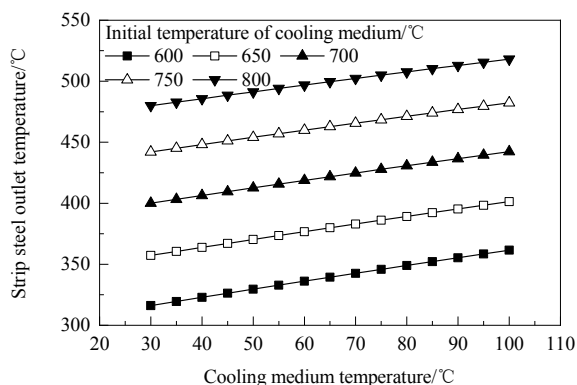 Initial temperature of cooling medium/℃
600 650 700
750 800
Strip steel outlet temperature/℃
550
500
450
400
350
300
20 30 40 50 60 70 80 90 100 110
Cooling medium temperature/℃